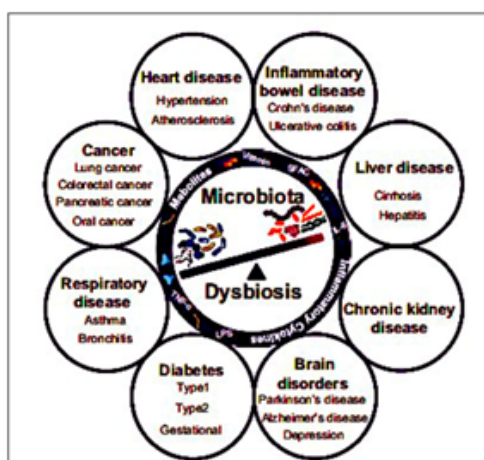 Heart disease
Hypertension
Atherosclerosis
Inflammatory
bowel disease
Crohn's disease
Ulcerative colitis
Liver disease
Cirrhosis
Hepatitis
Chronic kidney
disease
Brain
disorders
Parkinson's disease
Alzheimer's disease
Depression
Diabetes
Type1
Type2
Gestational
Respiratory
disease
Asthma
Bronchitis
Cancer
Lung cancer
Colorectal cancer
Pancreatic cancer
Oral cancer
Microbiota
Dysbiosis
Inflammatory Cytokines